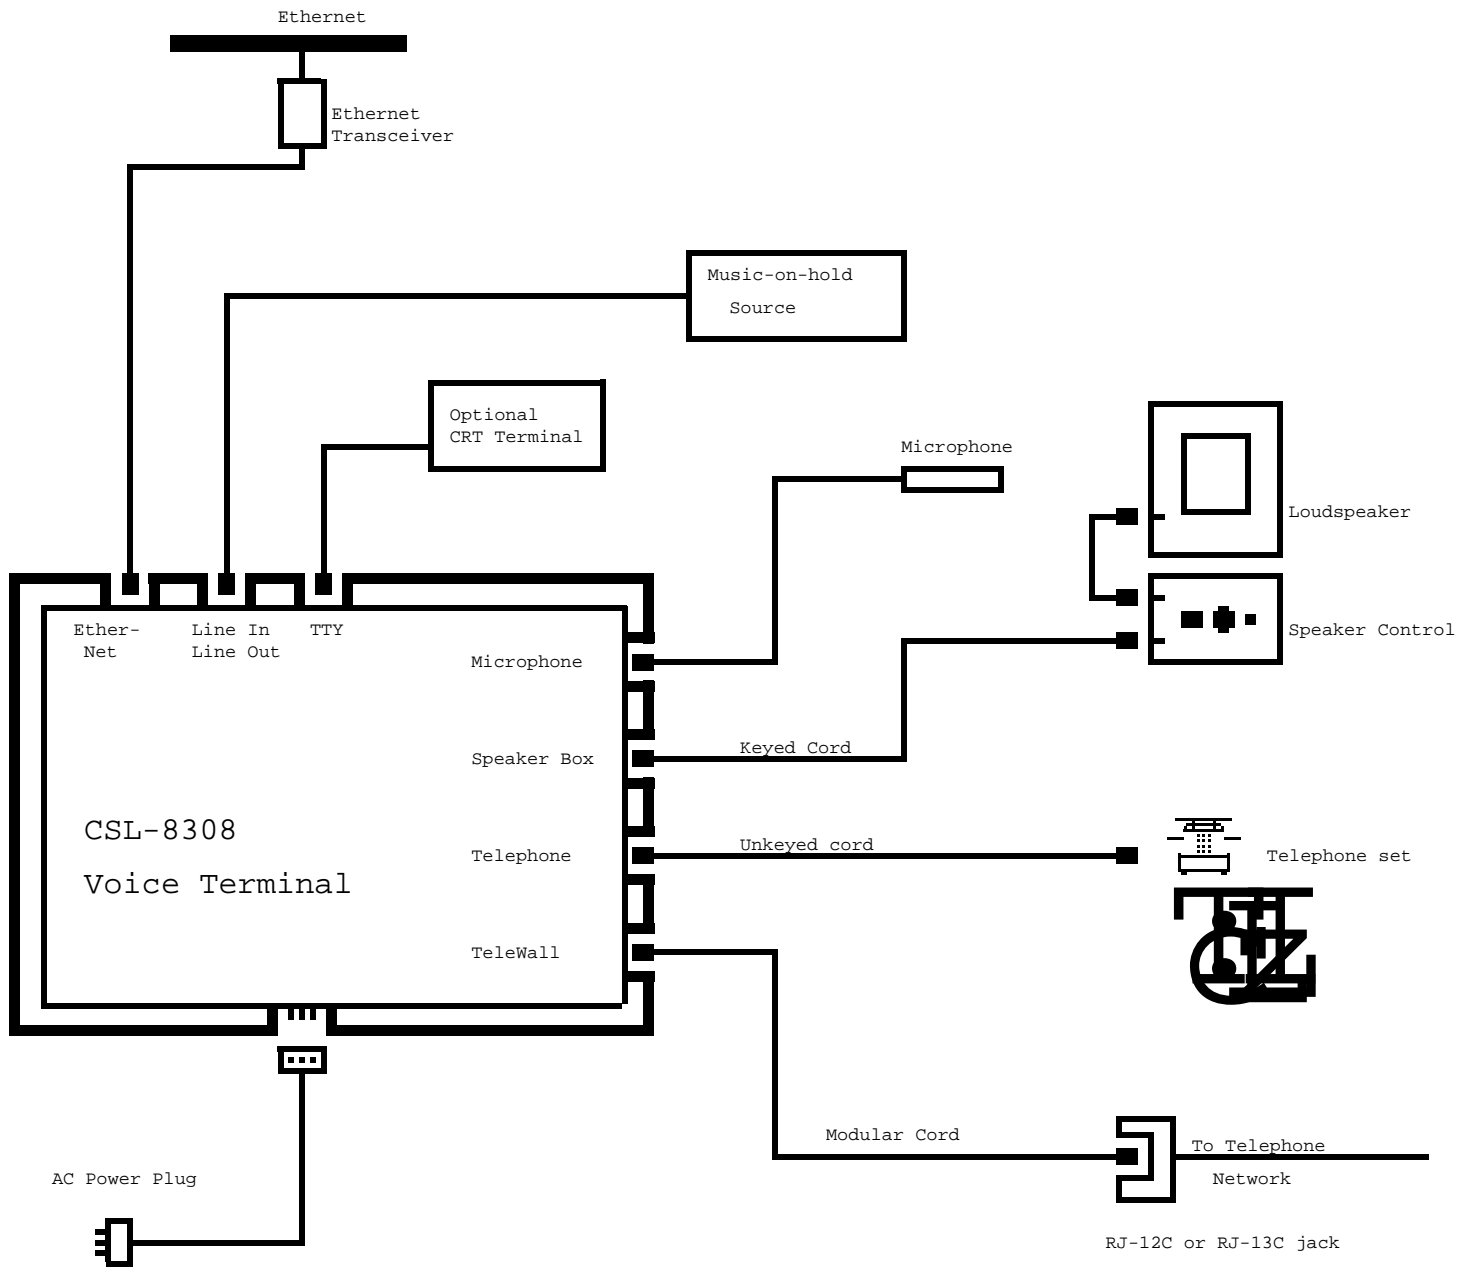 Ethernet
Ethernet
Transceiver
Music-on-hold
Source
Optional
CRT Terminal
Microphone
Loudspeaker
Ether-
Net
Line In
Line Out
TTY
Speaker Control
Microphone
Keyed Cord
Speaker Box
CSL-8308
Voice Terminal
Unkeyed cord
Telephone
Telephone set
TeleWall
Modular Cord
To Telephone
Network
AC Power Plug
RJ-12C or RJ-13C jack